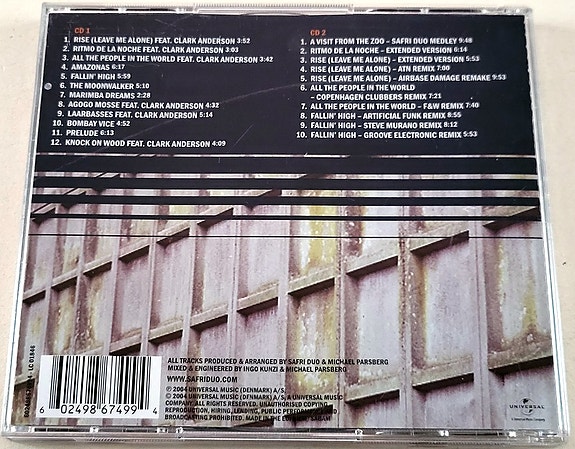 CD 1
1. RISE (LEAVE ME ALONE) FEAT. CLARK ANDERSON 3:52
2. RITMO DE LA NOCHE FEAT. CLARK ANDERSON 3:03
3. ALL THE PEOPLE IN THE WORLD FEAT. CLARK ANDERSON 3:42
4. AMAZONAS 6:17
5. FALLIN' HIGH 5:59
6. THE MOONWALKER 5:10
7. MARIMBA DREAMS 2:28
8. AGOGO MOSSE FEAT. CLARK ANDERSON 4:32
9. LAARBASSES FEAT. CLARK ANDERSON 5:14
10. BOMBAY VICE 4:52
11. PRELUDE 6:13
12. KNOCK ON WOOD FEAT. CLARK ANDERSON 4:09
CD 2
1. A VISIT FROM THE ZOO – SAFRI DUO MEDLEY 9:48
2. RITMO DE LA NOCHE – EXTENDED VERSION 6:14
3. RISE (LEAVE ME ALONE) – EXTENDED VERSION 5:53
4. RISE (LEAVE ME ALONE) – ATN REMIX 7:00
5. RISE (LEAVE ME ALONE) – AIRBASE DAMAGE REMAKE 9:53
6. ALL THE PEOPLE IN THE WORLD
– COPENHAGEN CLUBBERS REMIX 7:21
7. ALL THE PEOPLE IN THE WORLD – F&W REMIX 7:40
8. FALLIN' HIGH – ARTIFICIAL FUNK REMIX 8:55
9. FALLIN' HIGH – STEVE MURANO REMIX 8:12
10. FALLIN' HIGH – GROOVE ELECTRONIC REMIX 5:53
LC 01846
6 02498 67499 4
ALL TRACKS PRODUCED & ARRANGED BY SAFRI DUO & MICHAEL PARSBERG
MIXED & ENGINEERED BY INGO KUNZI & MICHAEL PARSBERG
WWW.SAFRIDUO.COM
℗ 2004 UNIVERSAL MUSIC (DENMARK) A/S.
© 2004 UNIVERSAL MUSIC (DENMARK) A/S, A UNIVERSAL MUSIC
COMPANY. ALL RIGHTS RESERVED. UNAUTHORISED COPYING
REPRODUCTION, HIRING, LENDING, PUBLIC PERFORMANCE AND
BROADCASTING PROHIBITED. MADE IN THE EU. BIEM/SABAM
UNIVERSAL